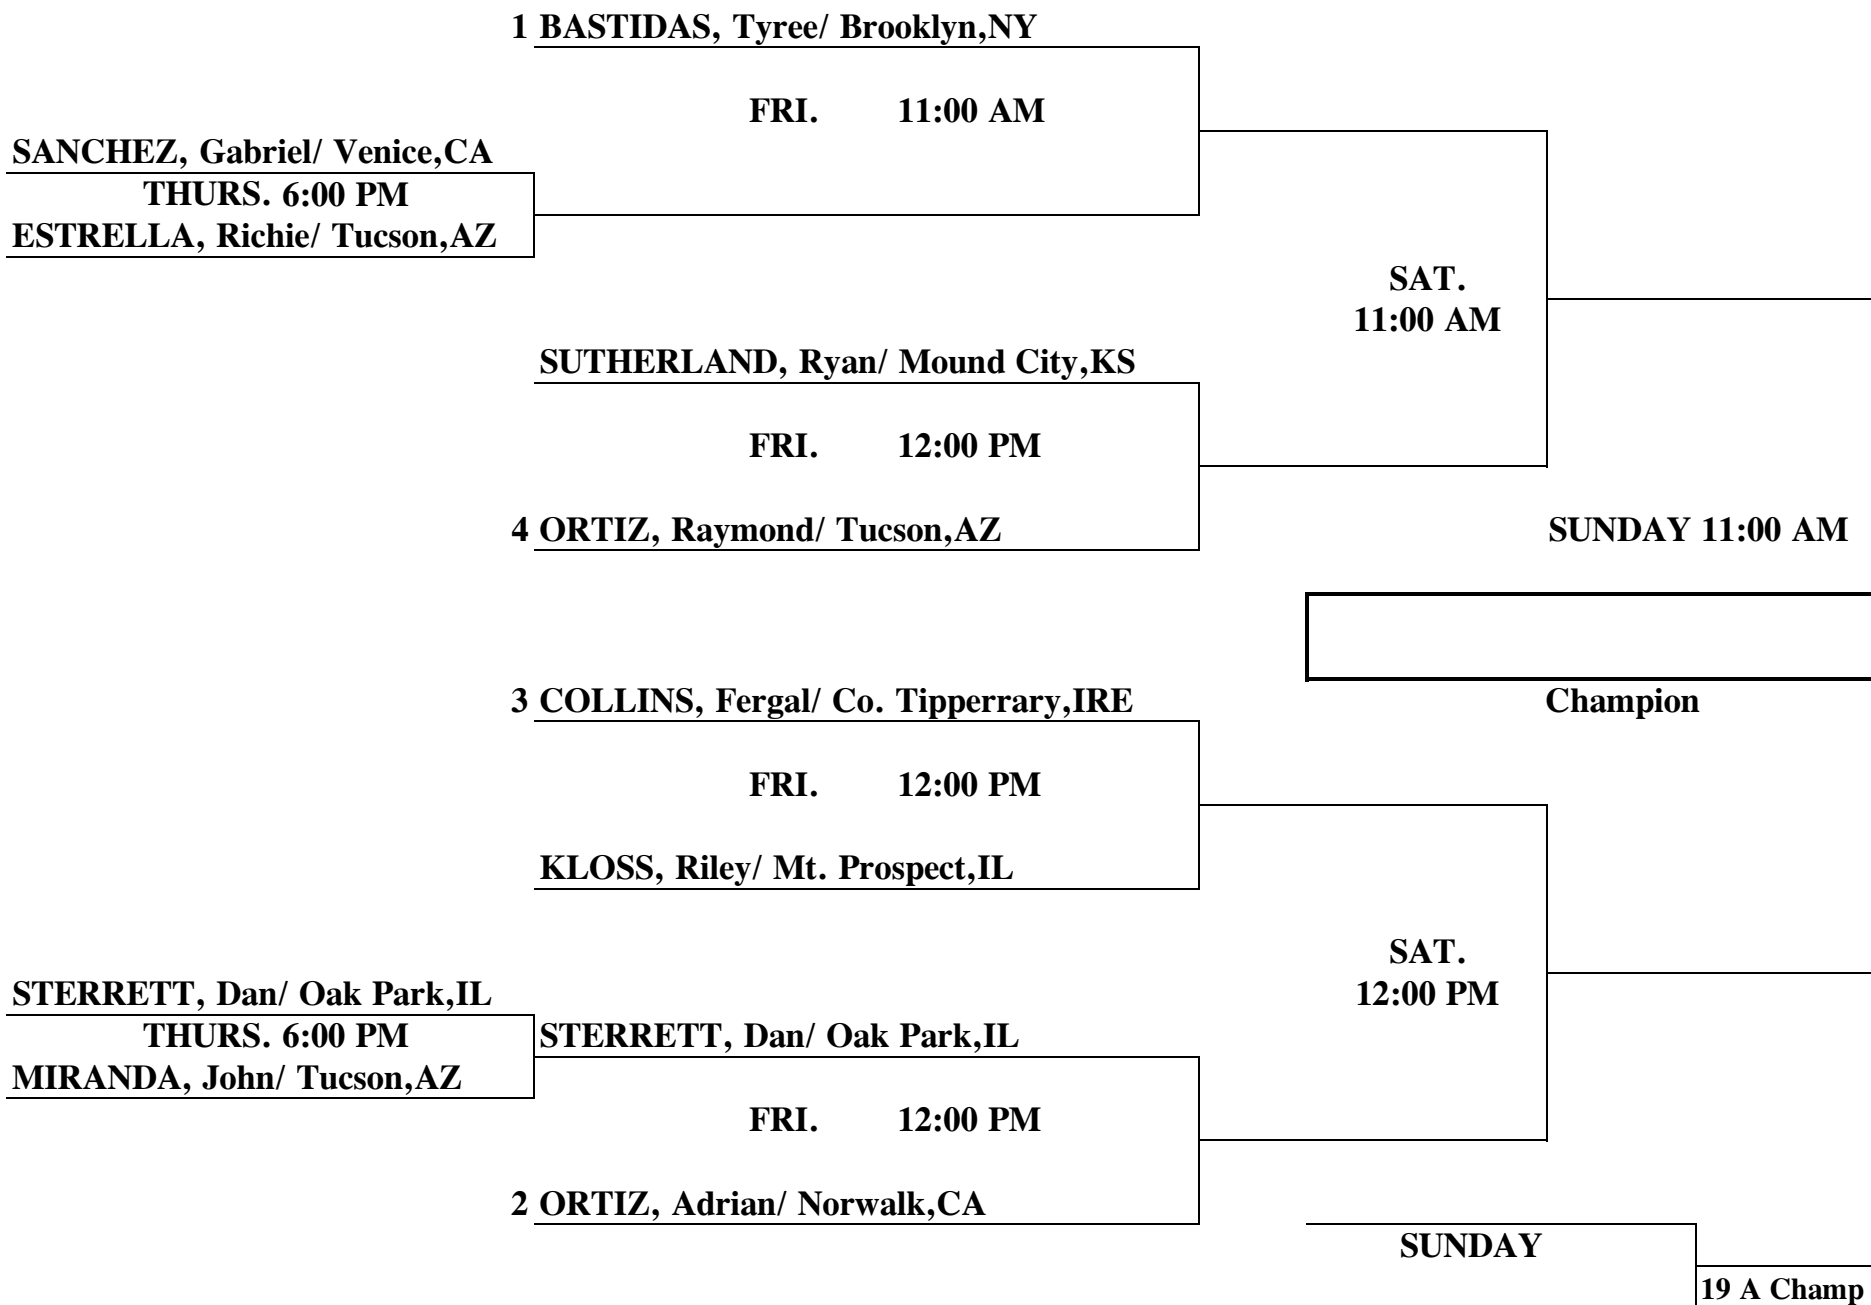 1 BASTIDAS, Tyree/ Brooklyn,NY
FRI. 11:00 AM
SANCHEZ, Gabriel/ Venice,CA
THURS. 6:00 PM
ESTRELLA, Richie/ Tucson,AZ
SAT.
11:00 AM
SUTHERLAND, Ryan/ Mound City,KS
FRI. 12:00 PM
4 ORTIZ, Raymond/ Tucson,AZ
SUNDAY 11:00 AM
3 COLLINS, Fergal/ Co. Tipperrary,IRE
Champion
FRI. 12:00 PM
KLOSS, Riley/ Mt. Prospect,IL
SAT.
12:00 PM
STERRETT, Dan/ Oak Park,IL
THURS. 6:00 PM
STERRETT, Dan/ Oak Park,IL
MIRANDA, John/ Tucson,AZ
FRI. 12:00 PM
2 ORTIZ, Adrian/ Norwalk,CA
SUNDAY
19 A Champ